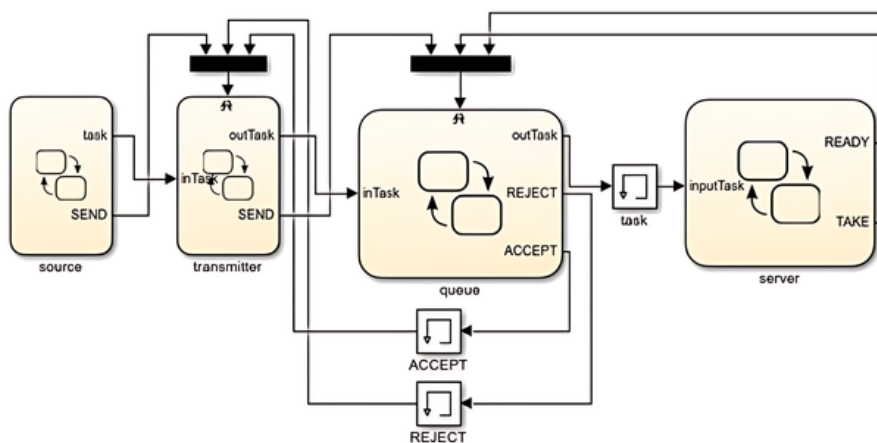 task
inTask
SEND
source
outTask
SEND
transmitter
inTask
outTask
REJECT
ACCEPT
queue
task
inputTask
READY
TAKE
server
ACCEPT
REJECT